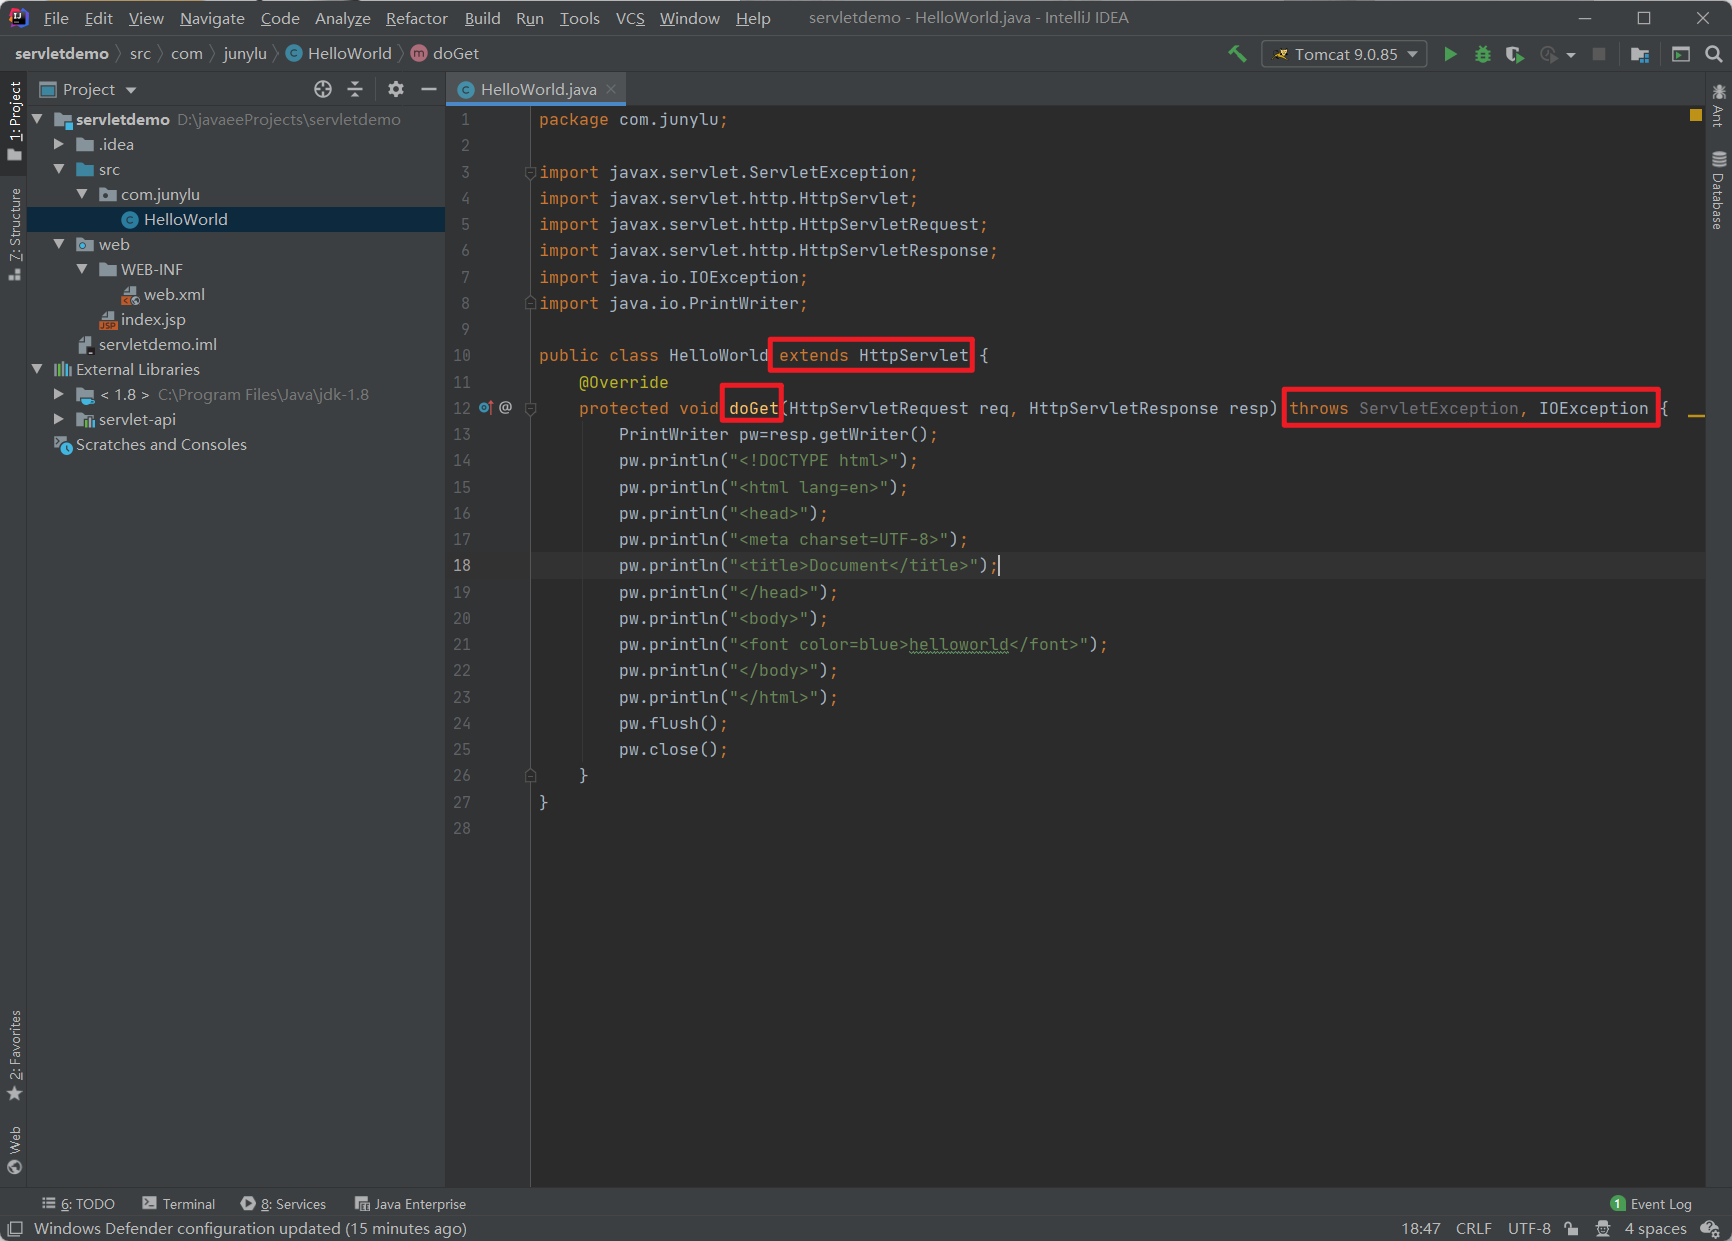 File Edit View Navigate Code Analyze Refactor Build Run Tools VCS Window Help servletdemo - HelloWorld.java - IntelliJ IDEA
servletdemo src com junylu HelloWorld doGet Tomcat 9.0.85
Project
HelloWorld.java
1: Project
7: Structure
2: Favorites
Web
Ant
Database
servletdemo D:\javaeeProjects\servletdemo
.idea
src
com.junylu
HelloWorld
web
WEB-INF
web.xml
index.jsp
servletdemo.iml
External Libraries
< 1.8 > C:\Program Files\Java\jdk-1.8
servlet-api
Scratches and Consoles
1 package com.junylu;
2
3 import javax.servlet.ServletException;
4 import javax.servlet.http.HttpServlet;
5 import javax.servlet.http.HttpServletRequest;
6 import javax.servlet.http.HttpServletResponse;
7 import java.io.IOException;
8 import java.io.PrintWriter;
9
10 public class HelloWorld extends HttpServlet {
11 @Override
12 @ protected void doGet(HttpServletRequest req, HttpServletResponse resp) throws ServletException, IOException {
13 PrintWriter pw=resp.getWriter();
14 pw.println("<!DOCTYPE html>");
15 pw.println("<html lang=en>");
16 pw.println("<head>");
17 pw.println("<meta charset=UTF-8>");
18 pw.println("<title>Document</title>");
19 pw.println("</head>");
20 pw.println("<body>");
21 pw.println("<font color=blue>helloworld</font>");
22 pw.println("</body>");
23 pw.println("</html>");
24 pw.flush();
25 pw.close();
26 }
27 }
28
6: TODO Terminal 8: Services Java Enterprise 1 Event Log
Windows Defender configuration updated (15 minutes ago) 18:47 CRLF UTF-8 4 spaces